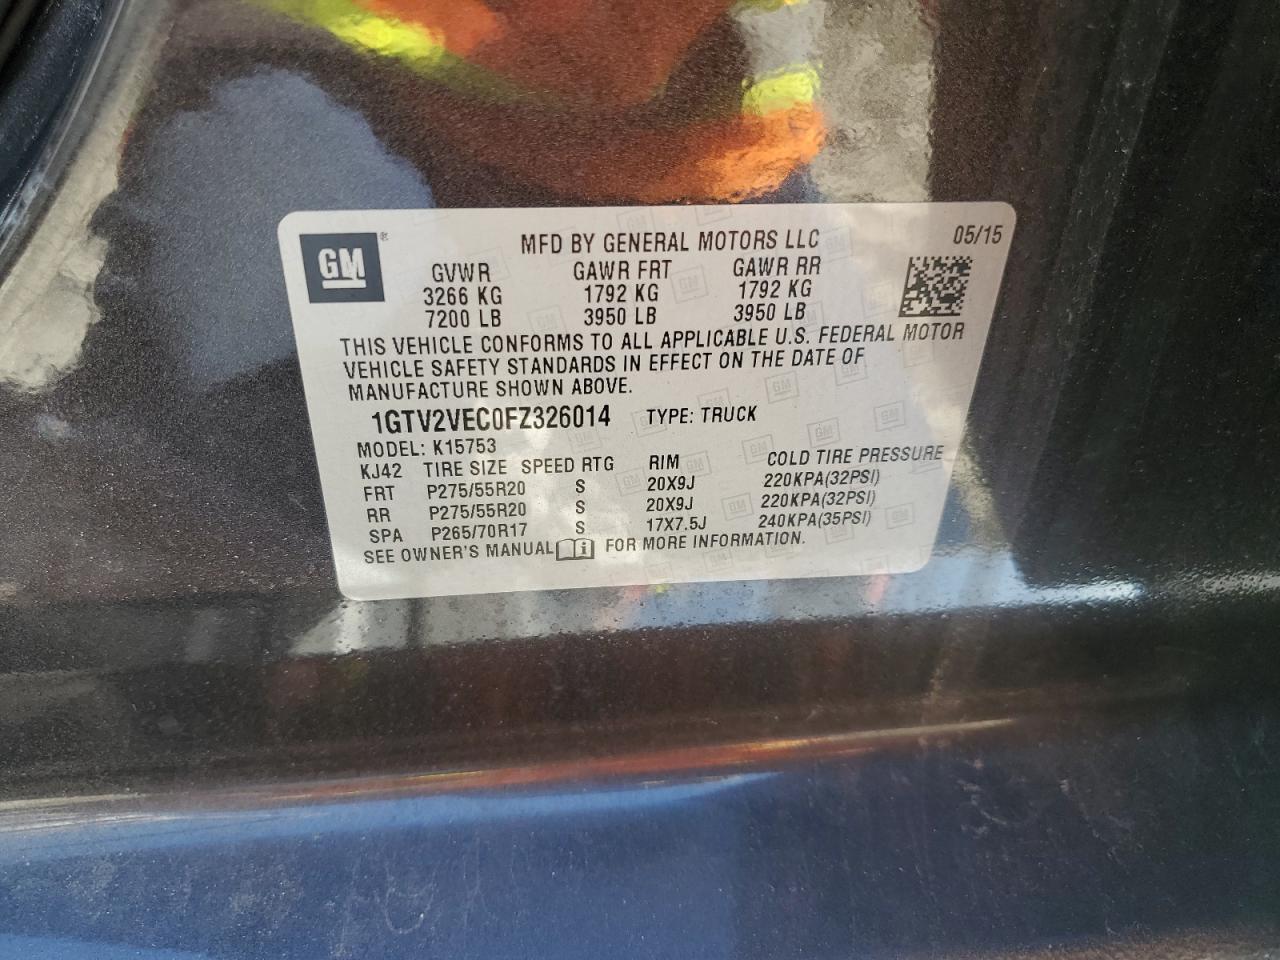 GM®
MFD BY GENERAL MOTORS LLC 05/15
GVWR GAWR FRT GAWR RR
3266 KG 1792 KG 1792 KG
7200 LB 3950 LB 3950 LB
THIS VEHICLE CONFORMS TO ALL APPLICABLE U.S. FEDERAL MOTOR
VEHICLE SAFETY STANDARDS IN EFFECT ON THE DATE OF
MANUFACTURE SHOWN ABOVE.
1GTV2VEC0FZ326014 TYPE: TRUCK
MODEL: K15753
KJ42 TIRE SIZE SPEED RTG RIM COLD TIRE PRESSURE
FRT P275/55R20 S 20X9J 220KPA(32PSI)
RR P275/55R20 S 20X9J 220KPA(32PSI)
SPA P265/70R17 S 17X7.5J 240KPA(35PSI)
SEE OWNER'S MANUAL FOR MORE INFORMATION.